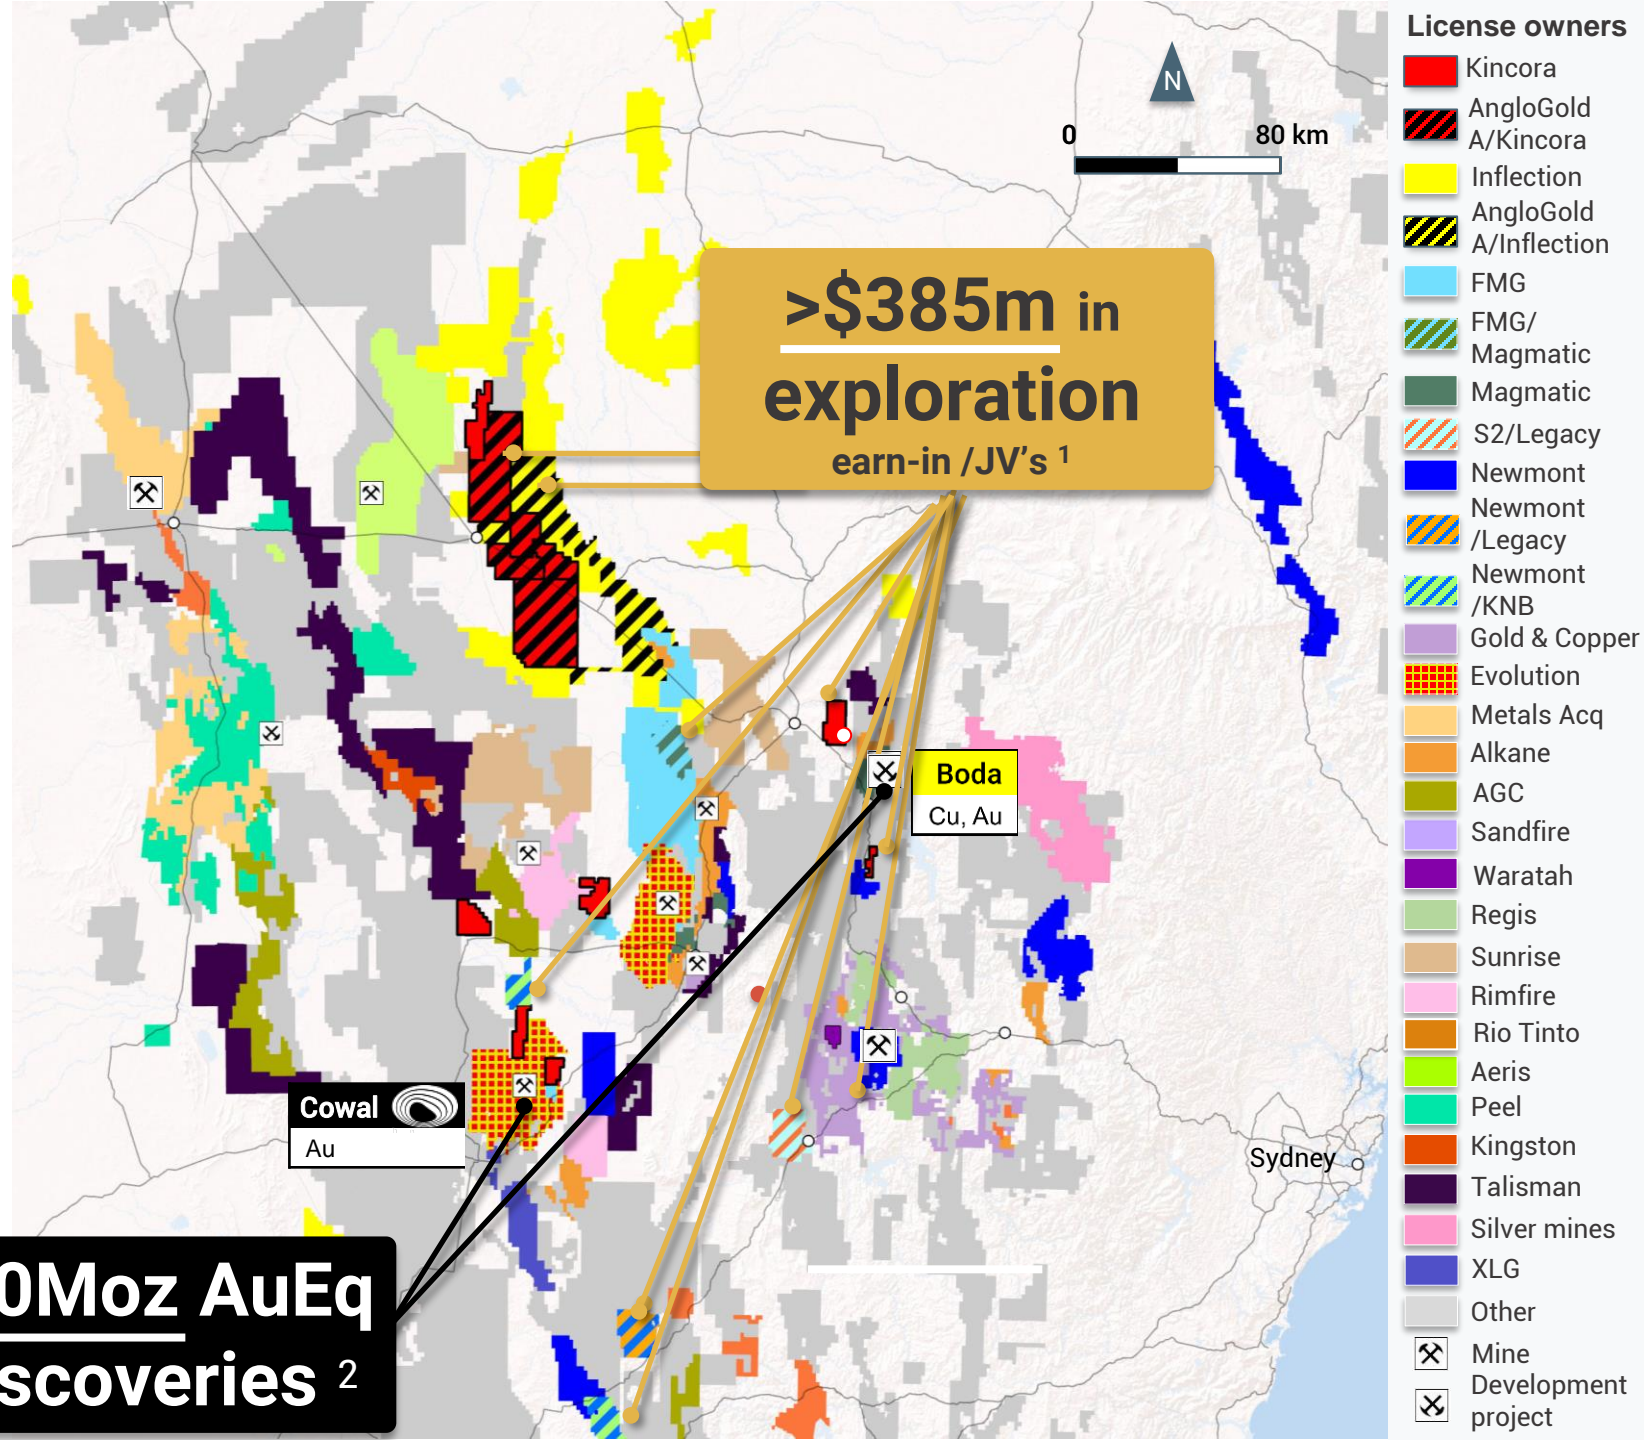 License owners
Kincora
AngloGold
A/Kincora
Inflection
AngloGold
A/Inflection
FMG
FMG/
Magmatic
Magmatic
S2/Legacy
Newmont
Newmont
/Legacy
Newmont
/KNB
Gold & Copper
Evolution
Metals Acq
Alkane
AGC
Sandfire
Waratah
Regis
Sunrise
Rimfire
Rio Tinto
Aeris
Peel
Kingston
Talisman
Silver mines
XLG
Other
Mine
Development
project
N
0 80 km
>$385m in
exploration
earn-in /JV’s 1
Boda
Cu, Au
Cowal
Au
Sydney
0Moz AuEq
scoveries 2